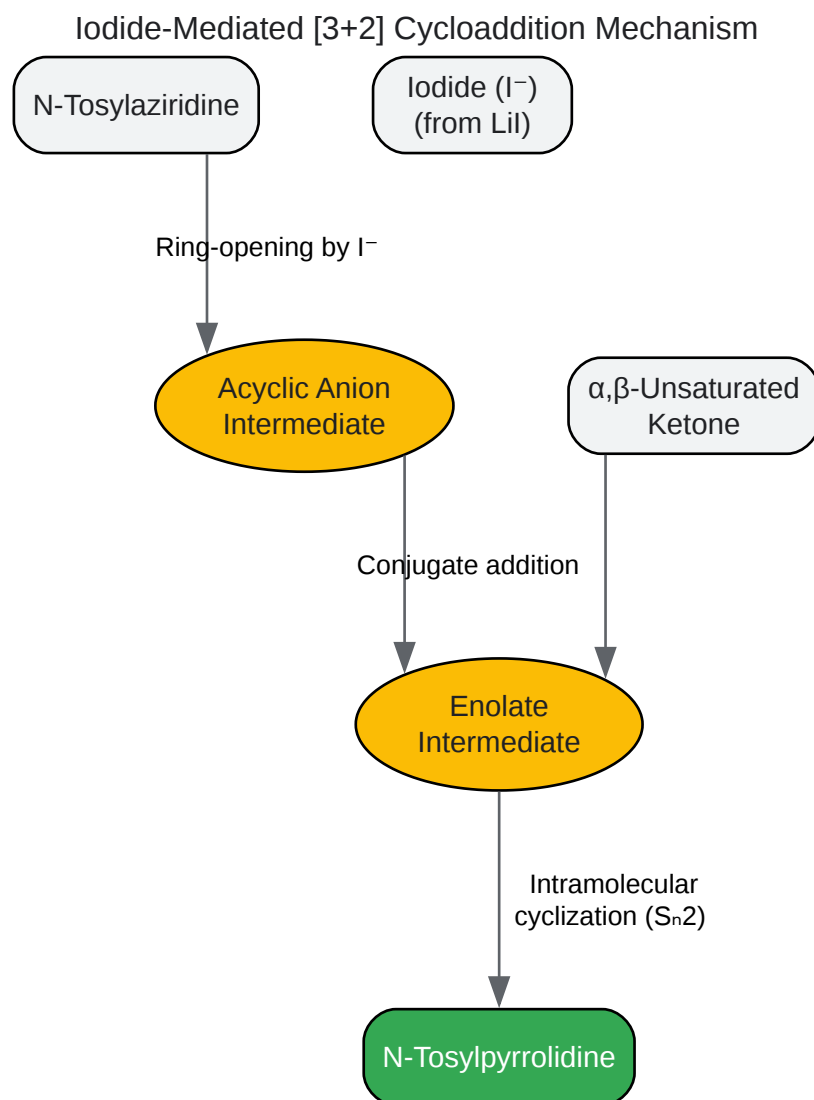 Iodide-Mediated [3+2] Cycloaddition Mechanism
N-Tosylaziridine
Iodide (I⁻)
(from LiI)
Ring-opening by I⁻
Acyclic Anion
Intermediate
α,β-Unsaturated
Ketone
Conjugate addition
Enolate
Intermediate
Intramolecular
cyclization (Sₙ2)
N-Tosylpyrrolidine